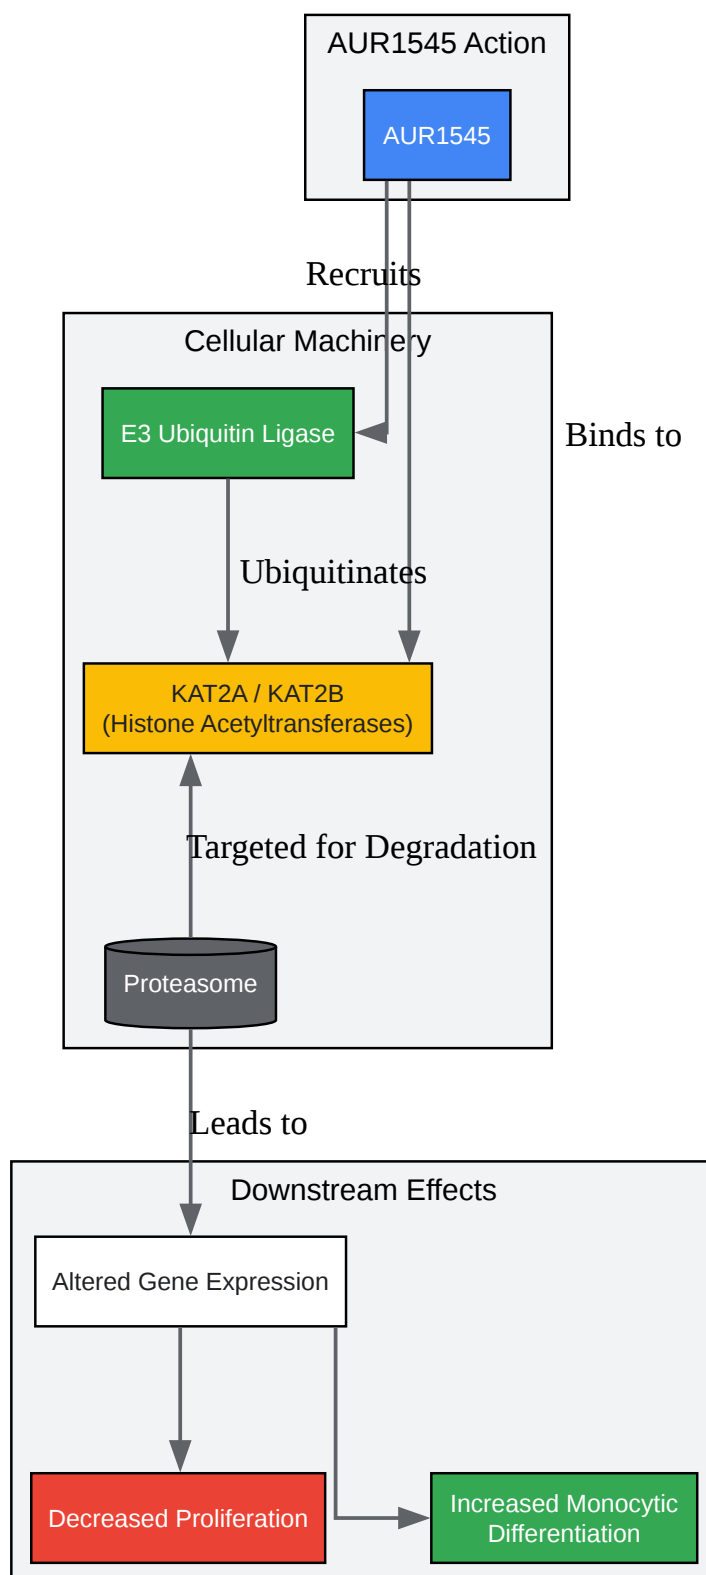 AUR1545 Action
AUR1545
Recruits
Cellular Machinery
E3 Ubiquitin Ligase
Binds to
Ubiquitinates
KAT2A / KAT2B
(Histone Acetyltransferases)
Targeted for Degradation
Proteasome
Leads to
Downstream Effects
Altered Gene Expression
Decreased Proliferation
Increased Monocytic
Differentiation